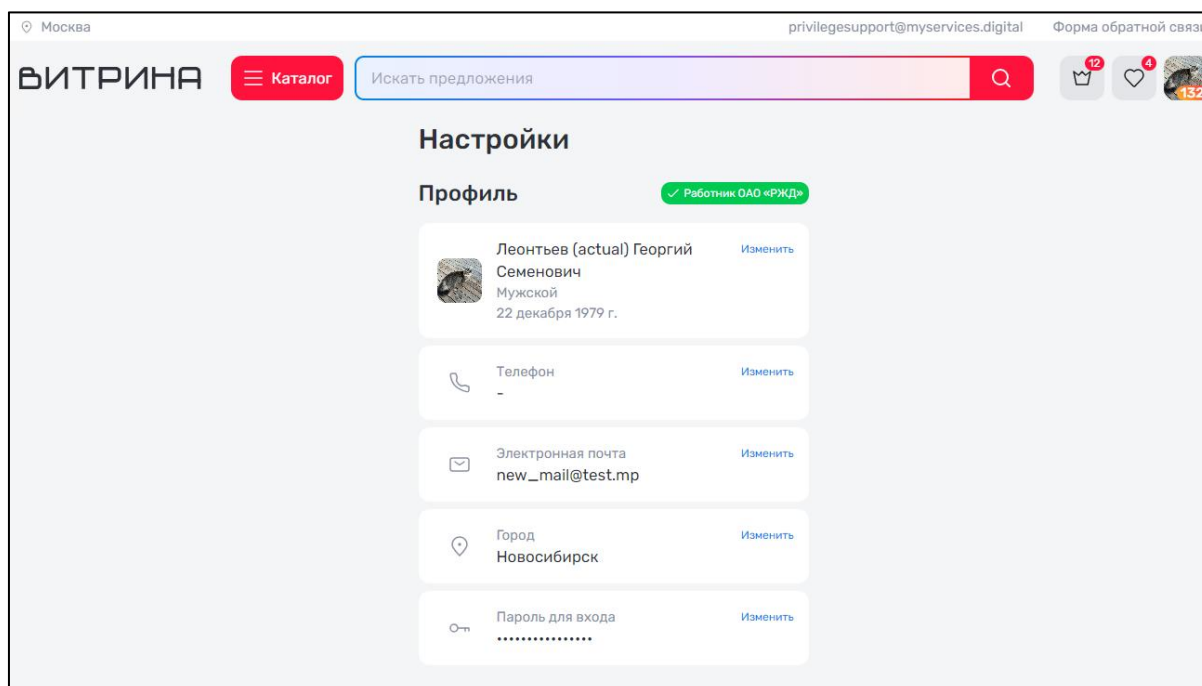 Москва
privilegesupport@myservices.digital
Форма обратной связи
ВИТРИНА
Каталог
Искать предложения
12
4
132
Настройки
Профиль
Работник ОАО «РЖД»
Леонтьев (actual) Георгий
Семенович
Изменить
Мужской
22 декабря 1979 г.
Телефон
Изменить
-
Электронная почта
Изменить
new_mail@test.mp
Город
Изменить
Новосибирск
Пароль для входа
Изменить
••••••••••••••••